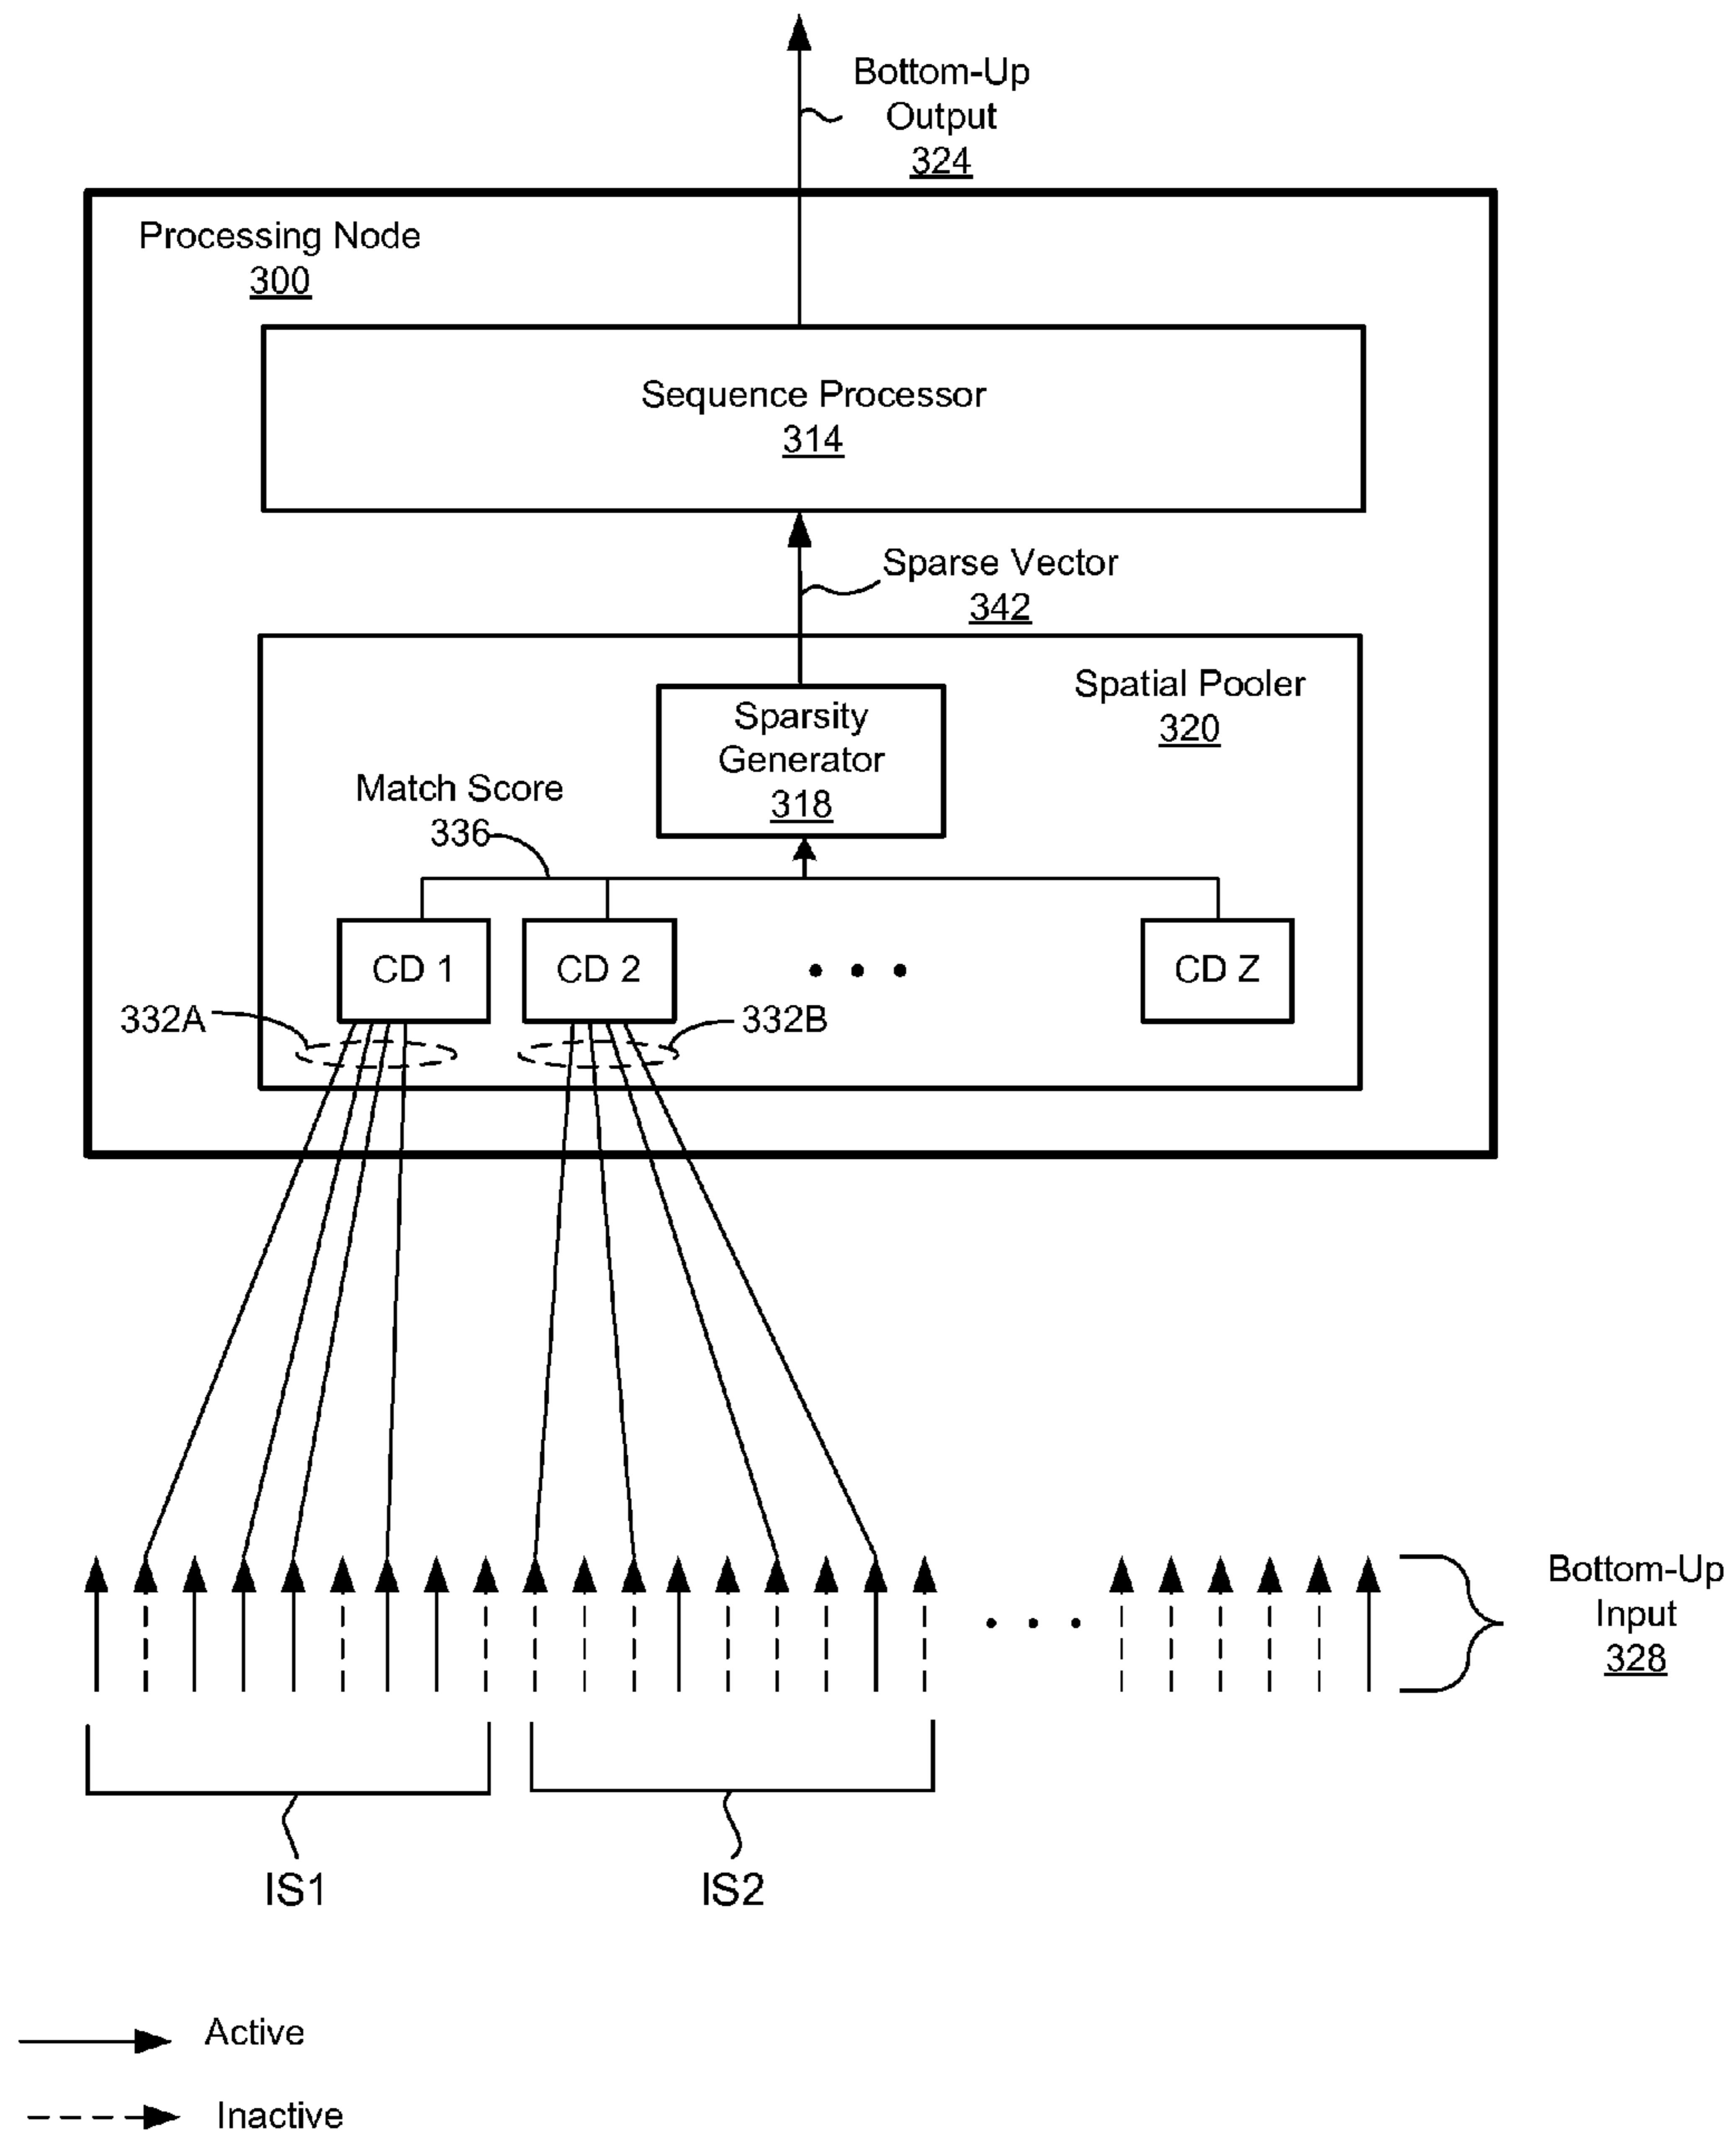 Bottom-Up
Output
324
Processing Node
300
Sequence Processor
314
Sparse Vector
342
Spatial Pooler
320
Sparsity
Generator
318
Match Score
336
CD 1
CD 2
CD Z
332A
332B
Bottom-Up
Input
328
IS1
IS2
Active
Inactive